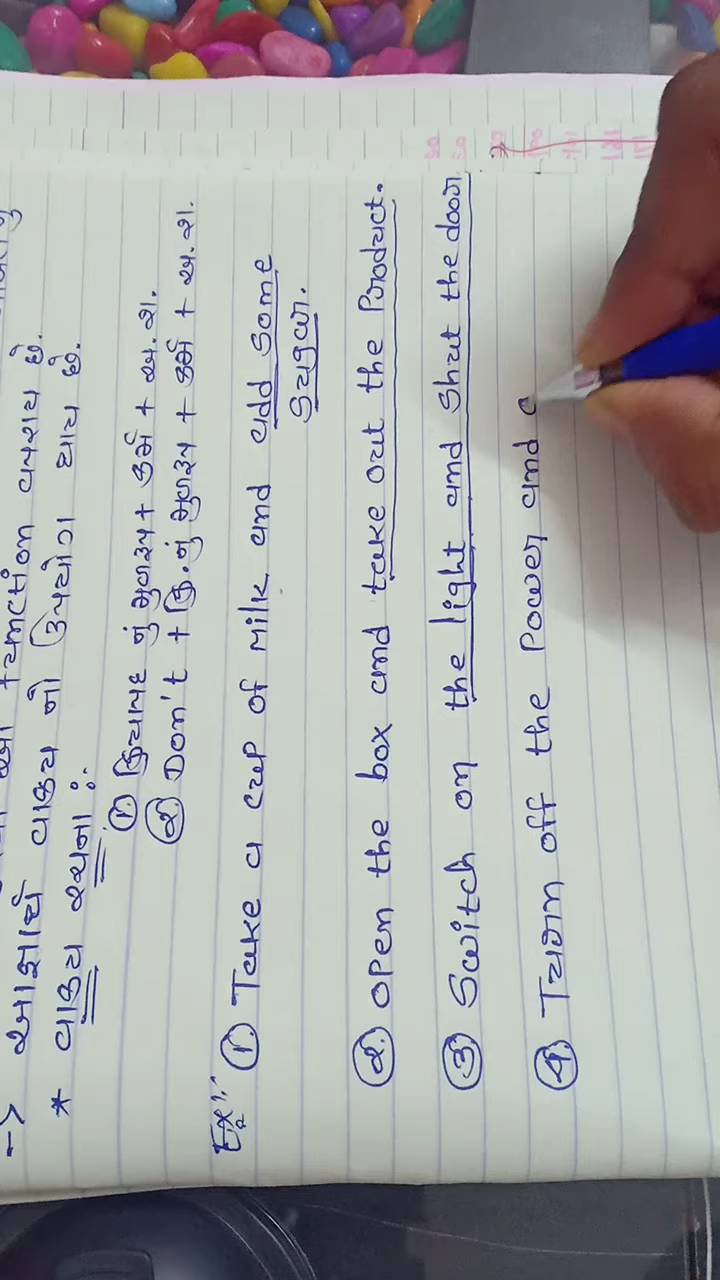 -> આજ્ઞાર્થ વાક્ય નો ઉપયોગ થાય છે.
* વાક્ય રચના :-
① ક્રિયાપદ નું મુળરૂપ + કર્મ + અ.શ.
② Don't + ક્રિ.નું મુળરૂપ + કર્મ + અ.શ.
Ex:- ① Take a cup of milk and add some
sugar.
② open the box and take out the Product.
③ Switch on the light and shut the door
④ Turn off the Power and